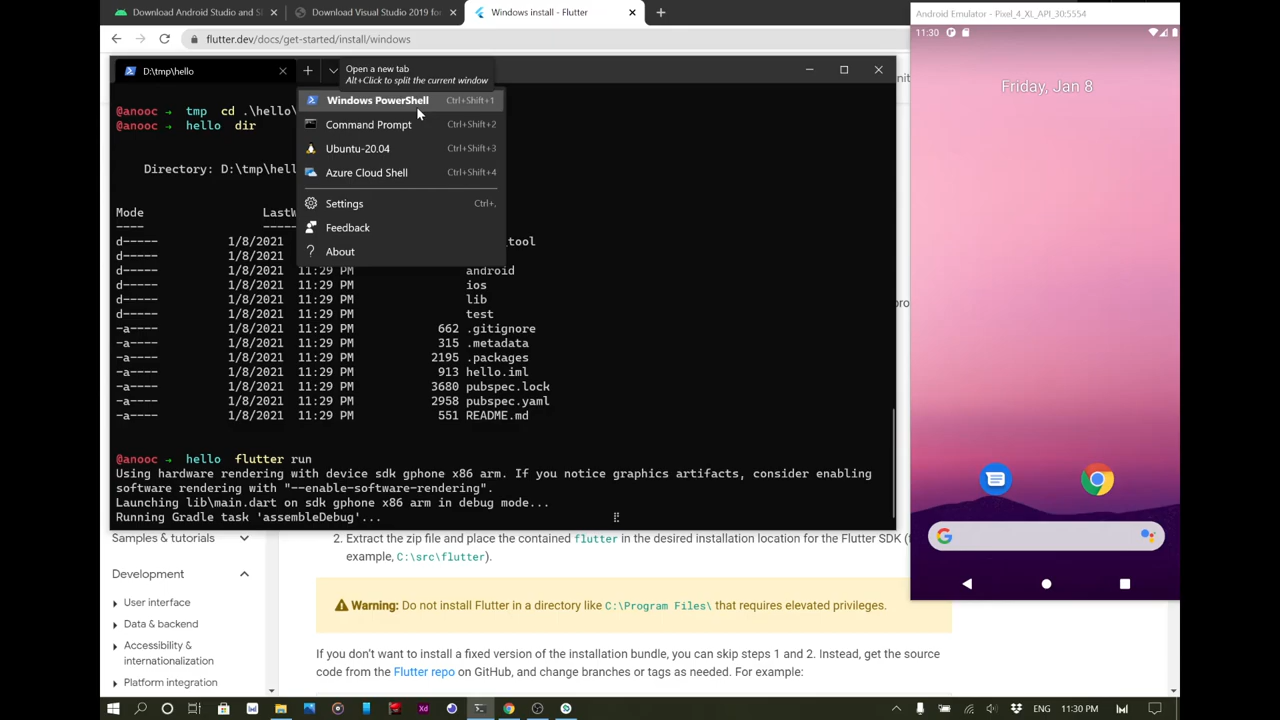 Download Android Studio and S
Download Visual Studio 2019 for
Windows install - Flutter
Android Emulator - Pixel_4_XL_API_30:5554
flutter.dev/docs/get-started/install/windows
11:30
D:\tmp\hello
Open a new tab
Alt+Click to split the current window
Friday, Jan 8
Windows PowerShell Ctrl+Shift+1
Command Prompt Ctrl+Shift+2
Ubuntu-20.04 Ctrl+Shift+3
Azure Cloud Shell Ctrl+Shift+4
Settings Ctrl+.
Feedback
About
@anooc → tmp cd .\hello\
@anooc → hello dir
Directory: D:\tmp\hell
Mode LastW
d----- 1/8/2021 _tool
d----- 1/8/2021
d----- 1/8/2021 11:29 PM android
d----- 1/8/2021 11:29 PM ios
d----- 1/8/2021 11:29 PM lib
d----- 1/8/2021 11:29 PM test
-a---- 1/8/2021 11:29 PM 662 .gitignore
-a---- 1/8/2021 11:29 PM 315 .metadata
-a---- 1/8/2021 11:29 PM 2195 .packages
-a---- 1/8/2021 11:29 PM 913 hello.iml
-a---- 1/8/2021 11:29 PM 3680 pubspec.lock
-a---- 1/8/2021 11:29 PM 2958 pubspec.yaml
-a---- 1/8/2021 11:29 PM 551 README.md
@anooc → hello flutter run
Using hardware rendering with device sdk gphone x86 arm. If you notice graphics artifacts, consider enabling
software rendering with "--enable-software-rendering".
Launching lib\main.dart on sdk gphone x86 arm in debug mode...
Running Gradle task 'assembleDebug'...
Samples & tutorials
Development
User interface
Data & backend
Accessibility &
internationalization
Platform integration
2. Extract the zip file and place the contained flutter in the desired installation location for the Flutter SDK (f
example, C:\src\flutter).
Warning: Do not install Flutter in a directory like C:\Program Files\ that requires elevated privileges.
If you don't want to install a fixed version of the installation bundle, you can skip steps 1 and 2. Instead, get the source
code from the Flutter repo on GitHub, and change branches or tags as needed. For example:
Xd
ENG 11:30 PM